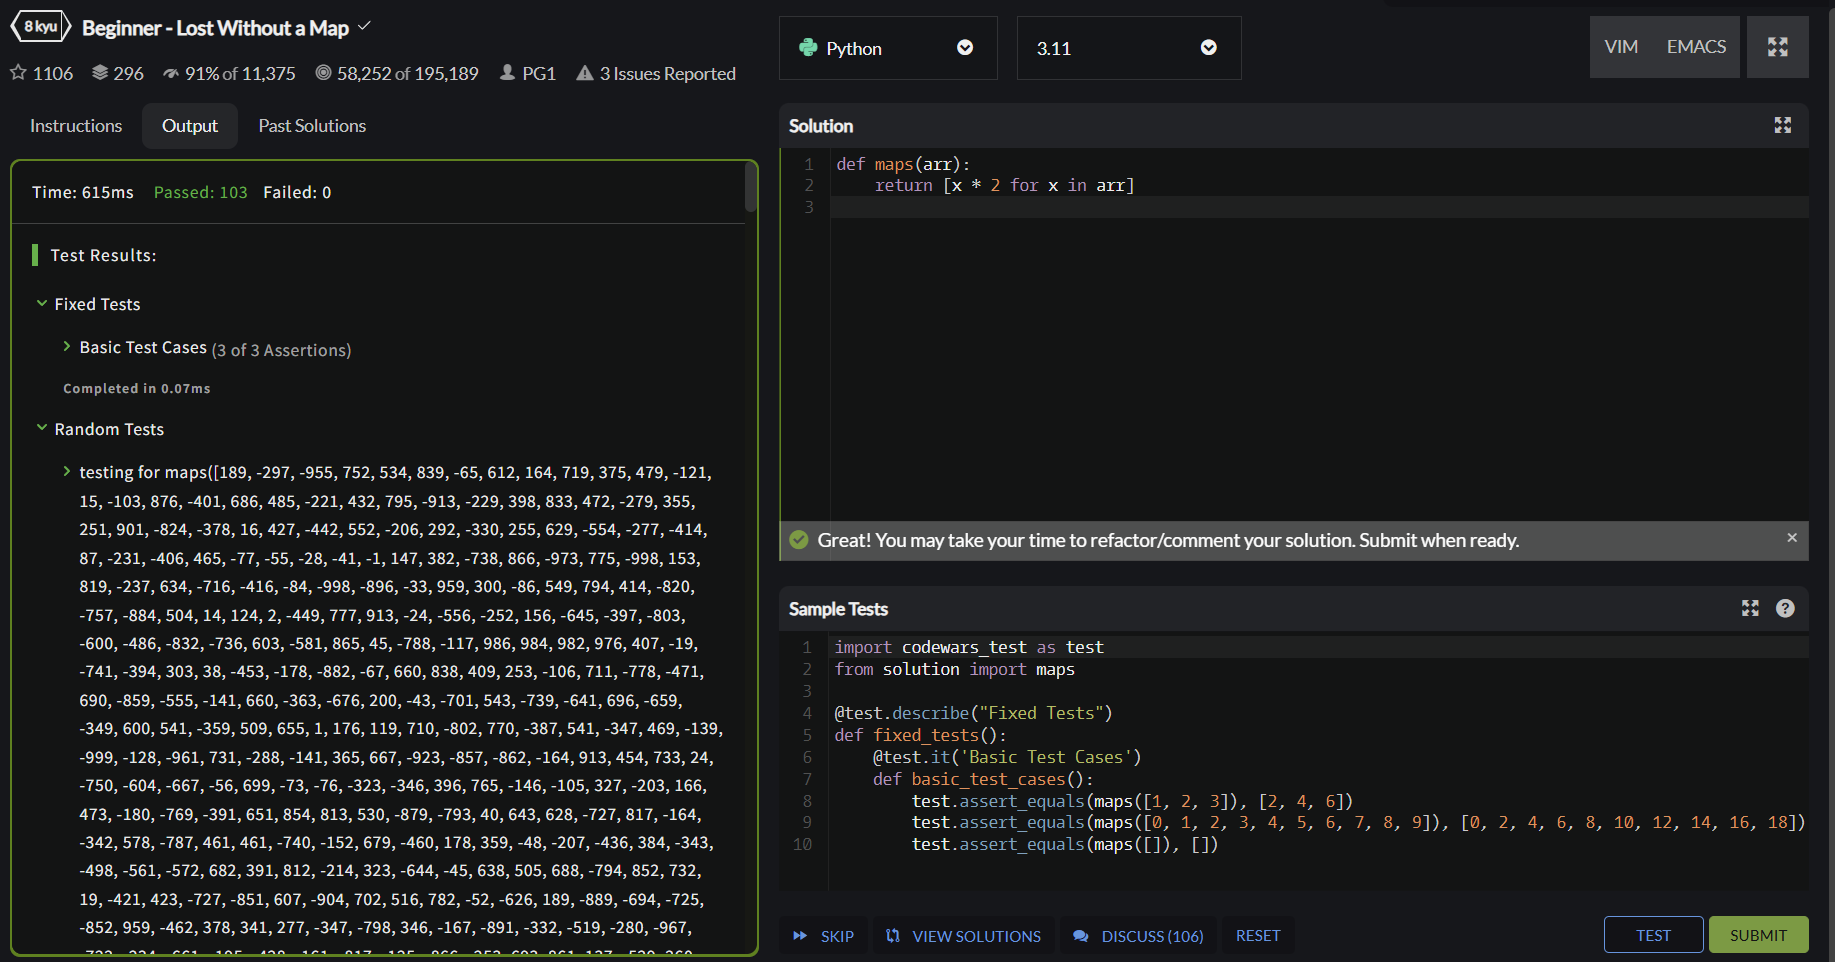 8 kyu Beginner - Lost Without a Map
1106 296 91% of 11,375 58,252 of 195,189 PG1 3 Issues Reported
Instructions Output Past Solutions
Time: 615ms Passed: 103 Failed: 0
Test Results:
Fixed Tests
Basic Test Cases (3 of 3 Assertions)
Completed in 0.07ms
Random Tests
testing for maps([189, -297, -955, 752, 534, 839, -65, 612, 164, 719, 375, 479, -121,
15, -103, 876, -401, 686, 485, -221, 432, 795, -913, -229, 398, 833, 472, -279, 355,
251, 901, -824, -378, 16, 427, -442, 552, -206, 292, -330, 255, 629, -554, -277, -414,
87, -231, -406, 465, -77, -55, -28, -41, -1, 147, 382, -738, 866, -973, 775, -998, 153,
819, -237, 634, -716, -416, -84, -998, -896, -33, 959, 300, -86, 549, 794, 414, -820,
-757, -884, 504, 14, 124, 2, -449, 777, 913, -24, -556, -252, 156, -645, -397, -803,
-600, -486, -832, -736, 603, -581, 865, 45, -788, -117, 986, 984, 982, 976, 407, -19,
-741, -394, 303, 38, -453, -178, -882, -67, 660, 838, 409, 253, -106, 711, -778, -471,
690, -859, -555, -141, 660, -363, -676, 200, -43, -701, 543, -739, -641, 696, -659,
-349, 600, 541, -359, 509, 655, 1, 176, 119, 710, -802, 770, -387, 541, -347, 469, -139,
-999, -128, -961, 731, -288, -141, 365, 667, -923, -857, -862, -164, 913, 454, 733, 24,
-750, -604, -667, -56, 699, -73, -76, -323, -346, 396, 765, -146, -105, 327, -203, 166,
473, -180, -769, -391, 651, 854, 813, 530, -879, -793, 40, 643, 628, -727, 817, -164,
-342, 578, -787, 461, 461, -740, -152, 679, -460, 178, 359, -48, -207, -436, 384, -343,
-498, -561, -572, 682, 391, 812, -214, 323, -644, -45, 638, 505, 688, -794, 852, 732,
19, -421, 423, -727, -851, 607, -904, 702, 516, 782, -52, -626, 189, -889, -694, -725,
-852, 959, -462, 378, 341, 277, -347, -798, 346, -167, -891, -332, -519, -280, -967,
Python 3.11 VIM EMACS
Solution
1 def maps(arr):
2 return [x * 2 for x in arr]
3
Great! You may take your time to refactor/comment your solution. Submit when ready.
Sample Tests
1 import codewars_test as test
2 from solution import maps
3
4 @test.describe("Fixed Tests")
5 def fixed_tests():
6 @test.it('Basic Test Cases')
7 def basic_test_cases():
8 test.assert_equals(maps([1, 2, 3]), [2, 4, 6])
9 test.assert_equals(maps([0, 1, 2, 3, 4, 5, 6, 7, 8, 9]), [0, 2, 4, 6, 8, 10, 12, 14, 16, 18])
10 test.assert_equals(maps([]), [])
SKIP VIEW SOLUTIONS DISCUSS (106) RESET TEST SUBMIT